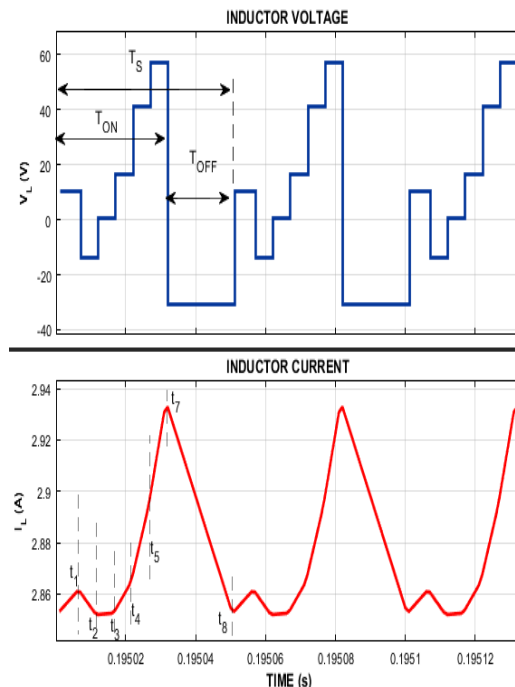 INDUCTOR VOLTAGE
60
40
20
0
-20
-40
V_L (V)
T_S
T_ON
T_OFF
INDUCTOR CURRENT
2.94
2.92
2.9
2.88
2.86
I_L (A)
t_1
t_2
t_3
t_4
t_5
t_7
t_8
0.19502 0.19504 0.19506 0.19508 0.1951 0.19512
TIME (s)